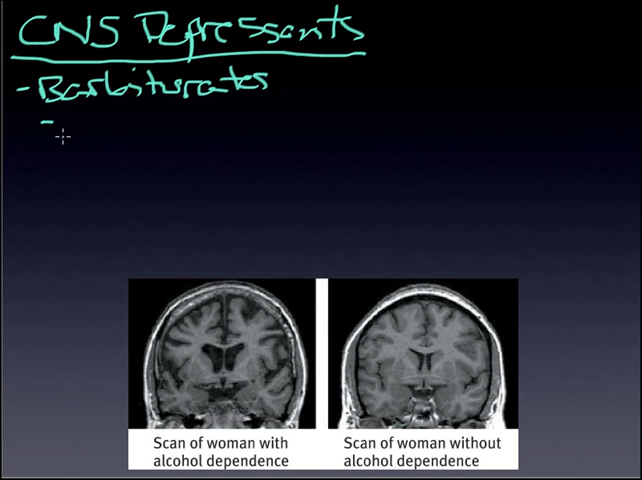 CNS Depressants
- Barbiturates
-
Scan of woman with
alcohol dependence
Scan of woman without
alcohol dependence